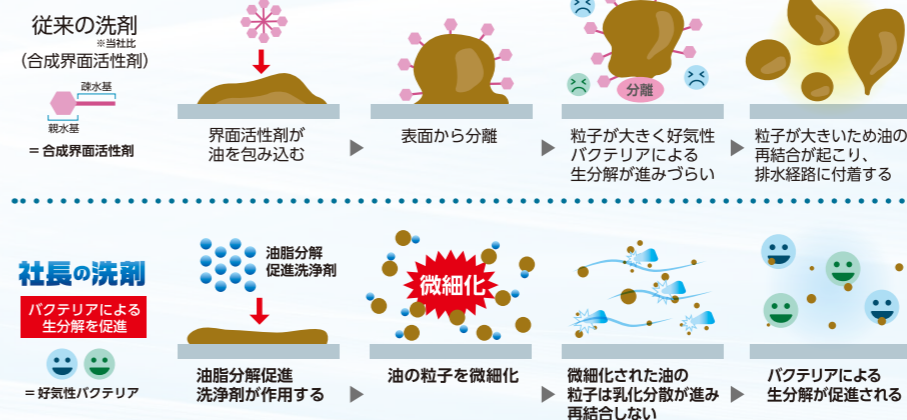 従来の洗剤
※当社比
（合成界面活性剤）
疎水基
親水基
＝合成界面活性剤
界面活性剤が
油を包み込む
表面から分離
分離
粒子が大きく好気性
バクテリアによる
生分解が進みづらい
粒子が大きいため油の
再結合が起こり、
排水経路に付着する
社長の洗剤
バクテリアによる
生分解を促進
＝好気性バクテリア
油脂分解
促進洗浄剤
油脂分解促進
洗浄剤が作用する
微細化
油の粒子を微細化
微細化された油の
粒子は乳化分散が進み
再結合しない
バクテリアによる
生分解が促進される